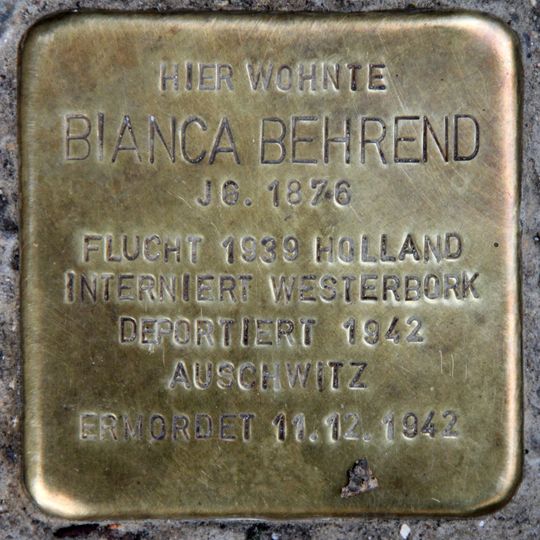 HIER WOHNTE
BIANCA BEHREND
JG. 1876
FLUCHT 1939 HOLLAND
INTERNIERT WESTERBORK
DEPORTIERT 1942
AUSCHWITZ
ERMORDET 11.12.1942